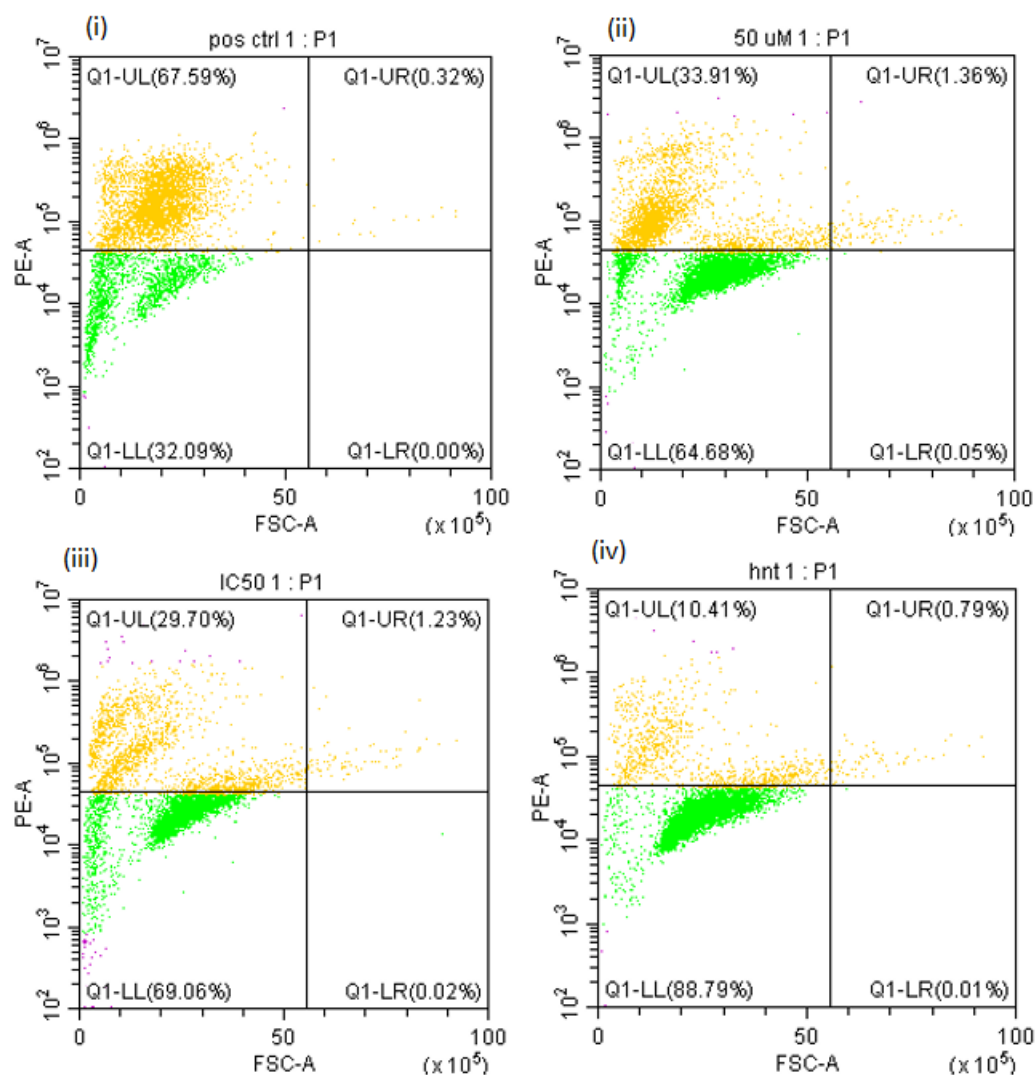 (i)
pos ctrl 1 : P1
Q1-UL(67.59%)
Q1-UR(0.32%)
Q1-LL(32.09%)
Q1-LR(0.00%)
PE-A
10^7
10^6
10^5
10^4
10^3
10^2
0
50
100
FSC-A
(x 10^5)
(ii)
50 uM 1 : P1
Q1-UL(33.91%)
Q1-UR(1.36%)
Q1-LL(64.68%)
Q1-LR(0.05%)
PE-A
10^7
10^6
10^5
10^4
10^3
10^2
0
50
100
FSC-A
(x 10^5)
(iii)
IC50 1 : P1
Q1-UL(29.70%)
Q1-UR(1.23%)
Q1-LL(69.06%)
Q1-LR(0.02%)
PE-A
10^7
10^6
10^5
10^4
10^3
10^2
0
50
100
FSC-A
(x 10^5)
(iv)
hnt 1 : P1
Q1-UL(10.41%)
Q1-UR(0.79%)
Q1-LL(88.79%)
Q1-LR(0.01%)
PE-A
10^7
10^6
10^5
10^4
10^3
10^2
0
50
100
FSC-A
(x 10^5)